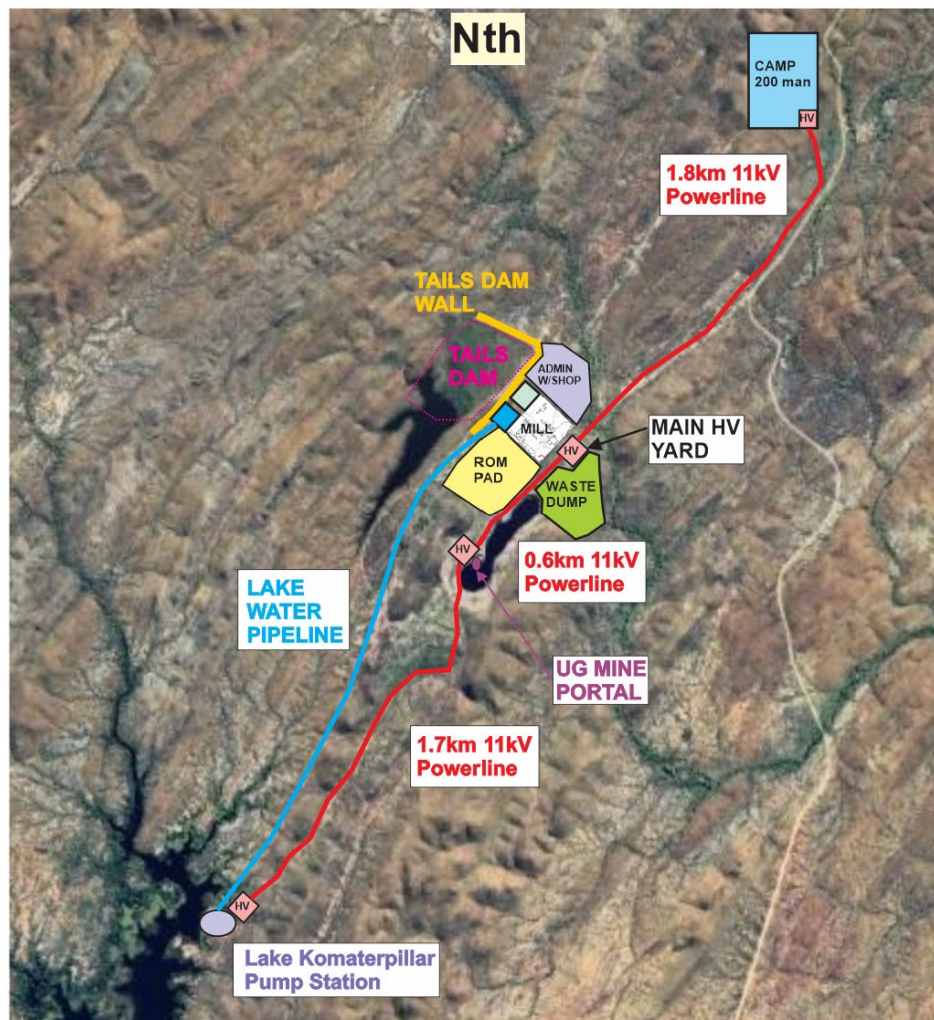 Nth
CAMP
200 man
HV
1.8km 11kV
Powerline
TAILS DAM
WALL
TAILS
DAM
ADMIN
W/SHOP
MILL
MAIN HV
YARD
HV
ROM
PAD
WASTE
DUMP
HV
0.6km 11kV
Powerline
LAKE
WATER
PIPELINE
UG MINE
PORTAL
1.7km 11kV
Powerline
HV
Lake Komaterpillar
Pump Station